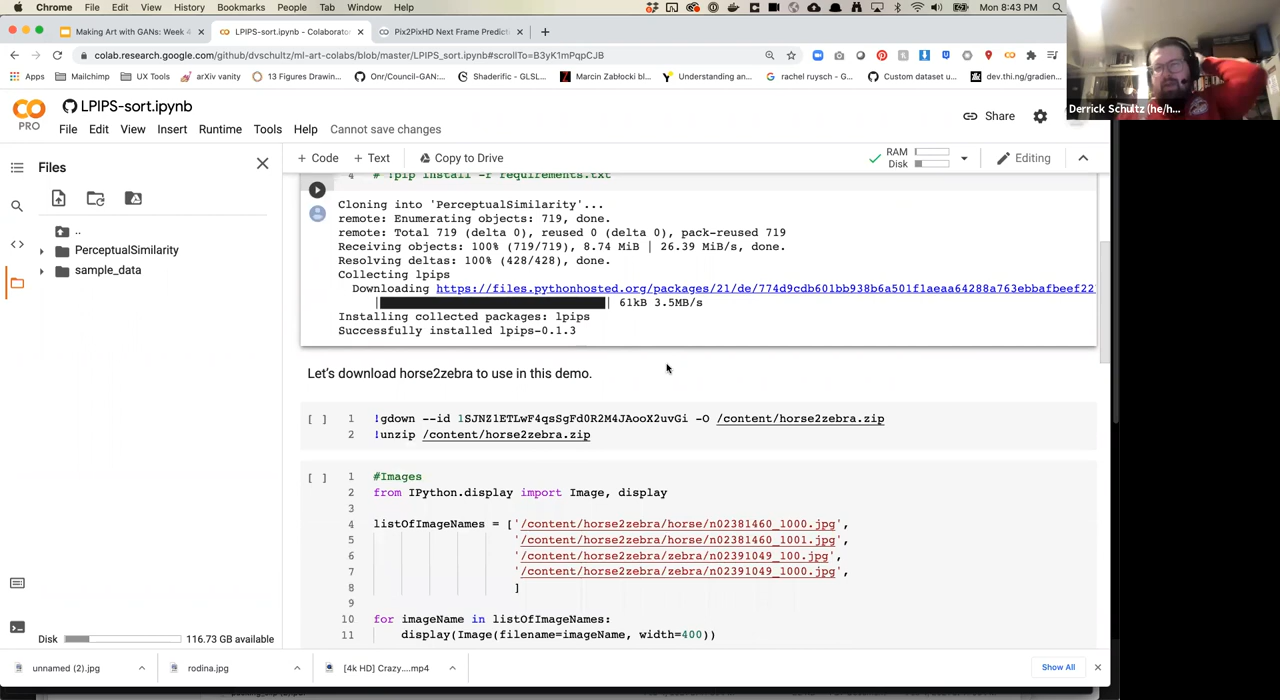 Chrome File Edit View History Bookmarks People Tab Window Help Mon 8:43 PM
Making Art with GANs: Week 4
LPIPS-sort.ipynb - Colaborator
Pix2PixHD Next Frame Predicti
colab.research.google.com/github/dvschultz/ml-art-colabs/blob/master/LPIPS_sort.ipynb#scrollTo=B3yK1mPqpCJB
Apps Mailchimp UX Tools arXiv vanity 13 Figures Drawin... Onr/Council-GAN:... Shaderific - GLSL... Marcin Zabłocki bl... Understanding an... rachel ruysch - G... Custom dataset u... dev.thi.ng/gradien...
Derrick Schultz (he/h...
PRO
LPIPS-sort.ipynb
File Edit View Insert Runtime Tools Help Cannot save changes
Share
Files
+ Code + Text Copy to Drive
RAM
Disk
Editing
..
PerceptualSimilarity
sample_data
4 # !pip install -r requirements.txt
Cloning into 'PerceptualSimilarity'...
remote: Enumerating objects: 719, done.
remote: Total 719 (delta 0), reused 0 (delta 0), pack-reused 719
Receiving objects: 100% (719/719), 8.74 MiB | 26.39 MiB/s, done.
Resolving deltas: 100% (428/428), done.
Collecting lpips
Downloading https://files.pythonhosted.org/packages/21/de/774d9cdb601bb938b6a501f1aeaa64288a763ebbafbeef22
| | 61kB 3.5MB/s
Installing collected packages: lpips
Successfully installed lpips-0.1.3
Let's download horse2zebra to use in this demo.
[ ] 1 !gdown --id 1SJNZ1ETLwF4qsSgFd0R2M4JAooX2uvGi -O /content/horse2zebra.zip
2 !unzip /content/horse2zebra.zip
[ ] 1 #Images
2 from IPython.display import Image, display
3
4 listOfImageNames = ['/content/horse2zebra/horse/n02381460_1000.jpg',
5 '/content/horse2zebra/horse/n02381460_1001.jpg',
6 '/content/horse2zebra/zebra/n02391049_100.jpg',
7 '/content/horse2zebra/zebra/n02391049_1000.jpg',
8 ]
9
10 for imageName in listOfImageNames:
11 display(Image(filename=imageName, width=400))
Disk 116.73 GB available
unnamed (2).jpg
rodina.jpg
[4k HD] Crazy....mp4
Show All